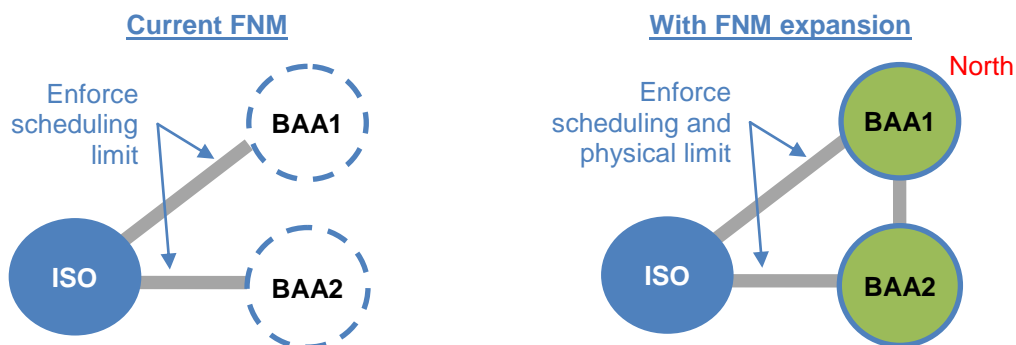 Current FNM
Enforce
scheduling
limit
BAA1
ISO
BAA2
With FNM expansion
North
Enforce
scheduling and
physical limit
BAA1
ISO
BAA2